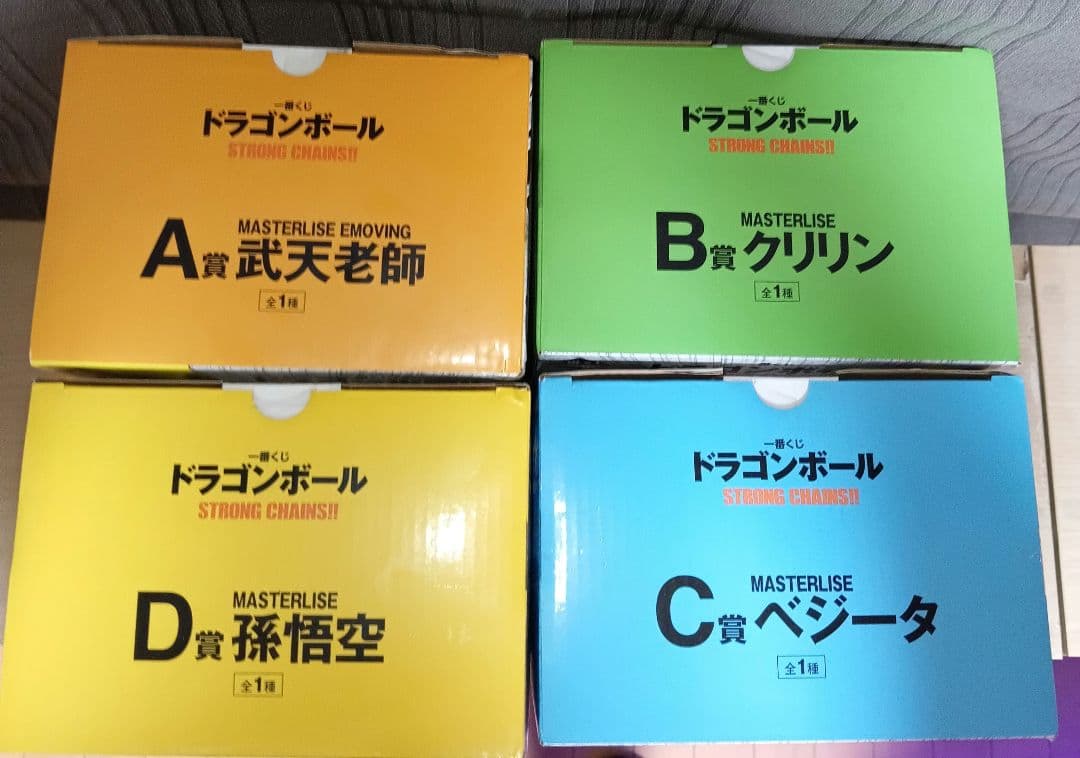 一番くじ
ドラゴンボール
STRONG CHAINS!!
MASTERLISE EMOVING
A賞 武天老師
全1種
一番くじ
ドラゴンボール
STRONG CHAINS!!
MASTERLISE
B賞 クリリン
全1種
一番くじ
ドラゴンボール
STRONG CHAINS!!
MASTERLISE
D賞 孫悟空
全1種
一番くじ
ドラゴンボール
STRONG CHAINS!!
MASTERLISE
C賞 ベジータ
全1種